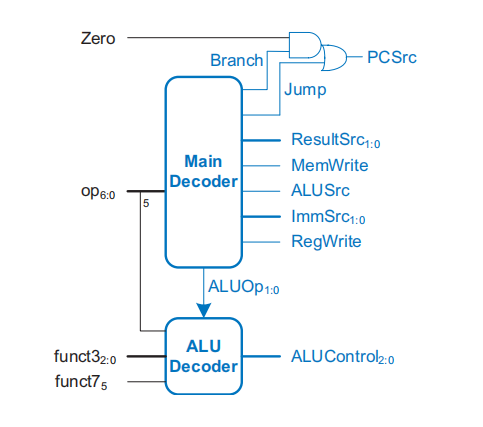 Zero
PCSrc
Branch
Jump
Main
Decoder
ResultSrc1:0
MemWrite
op6:0
5
ALUSrc
ImmSrc1:0
RegWrite
ALUOp1:0
ALU
Decoder
funct32:0
ALUControl2:0
funct75